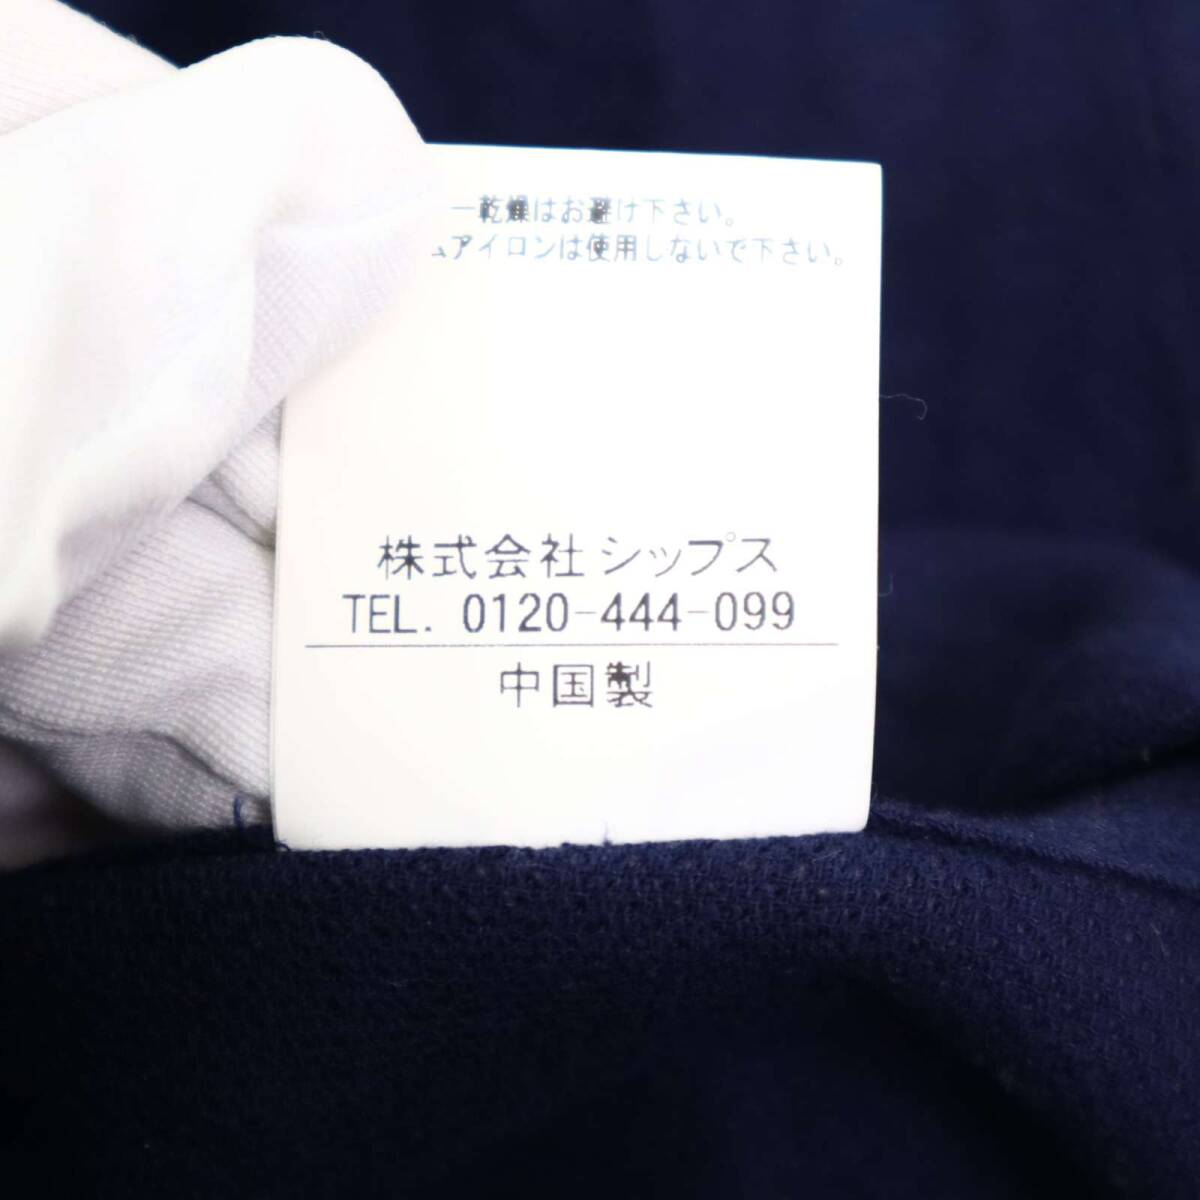 ー乾燥はお避け下さい。
ュアイロンは使用しないで下さい。
株式会社シップス
TEL. 0120-444-099
中国製